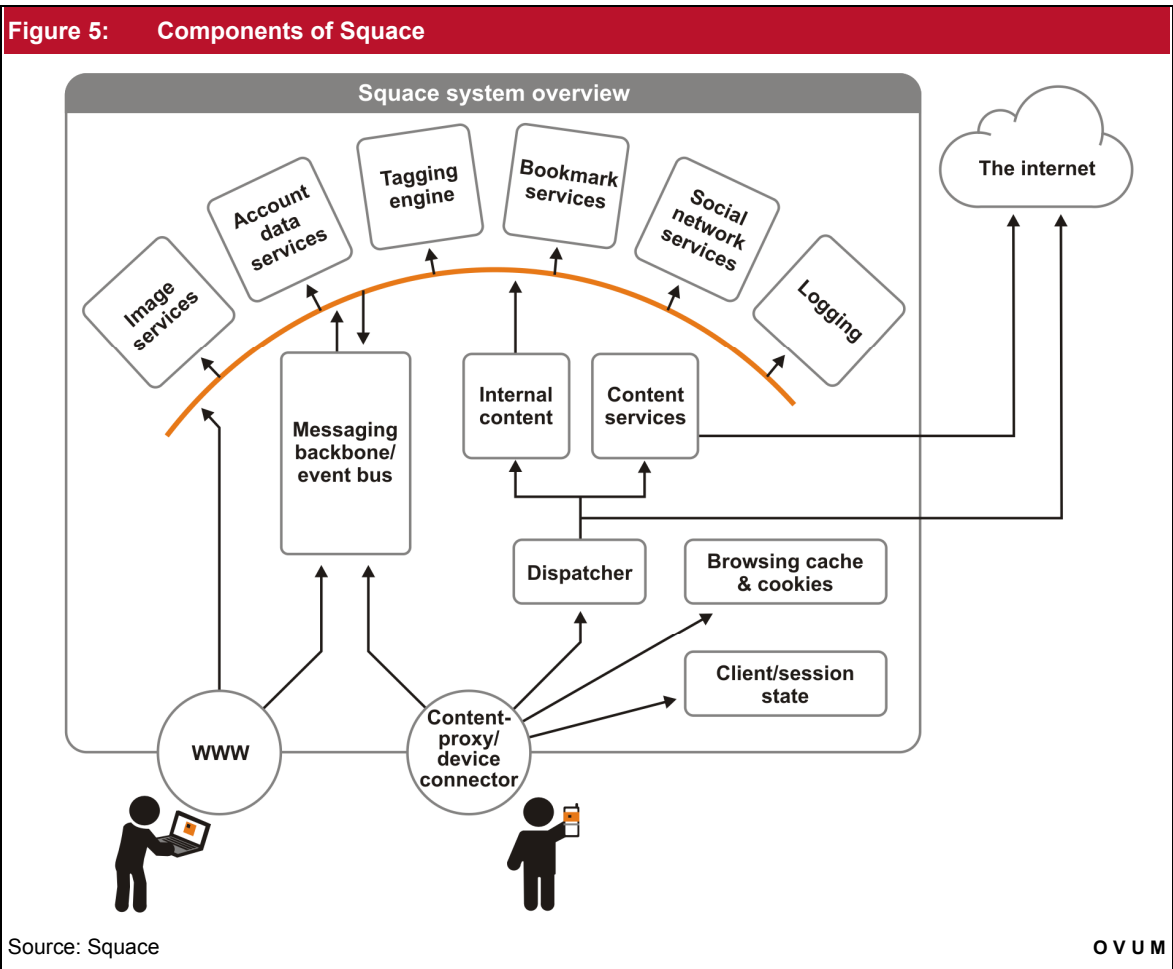 Figure 5: Components of Squace
Squace system overview
Image
services
Account
data
services
Tagging
engine
Bookmark
services
Social
network
services
Logging
The internet
Messaging
backbone/
event bus
Internal
content
Content
services
Dispatcher
Browsing cache
& cookies
Client/session
state
WWW
Content-
proxy/
device
connector
Source: Squace
OVUM